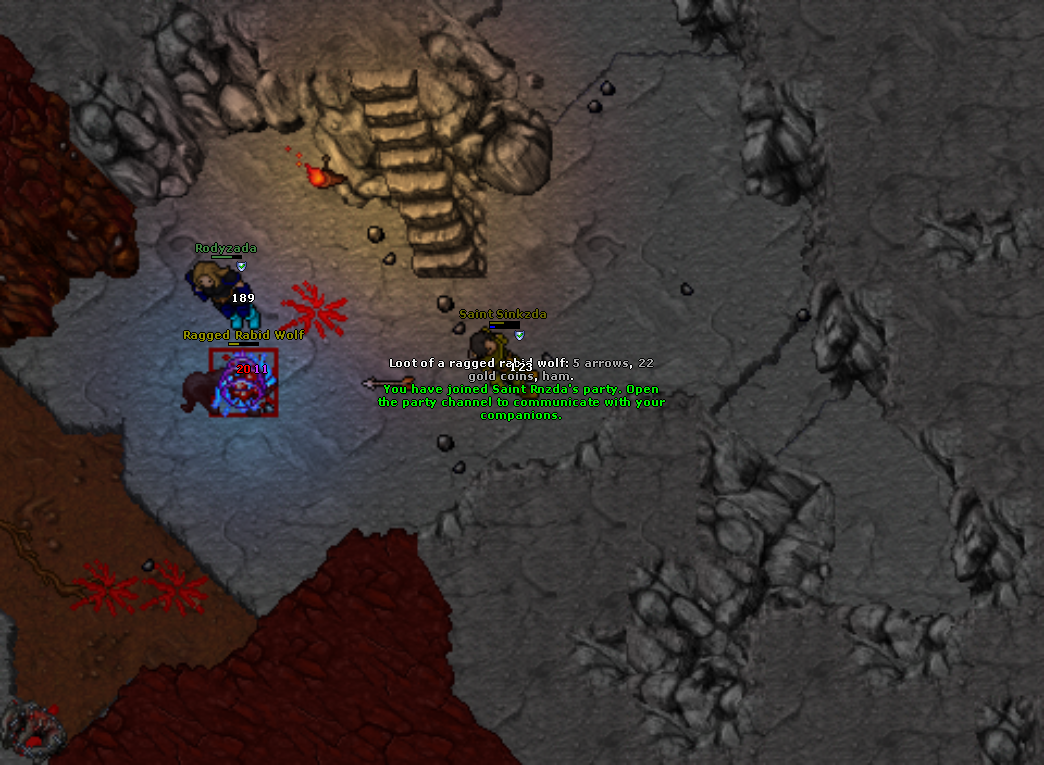 Rodyzada
189
Saint Sinkzda
Ragged Rabid Wolf
Loot of a ragged rabid wolf: 5 arrows, 22
gold coins, ham.
You have joined Saint Rnzda's party. Open
the party channel to communicate with your
companions.